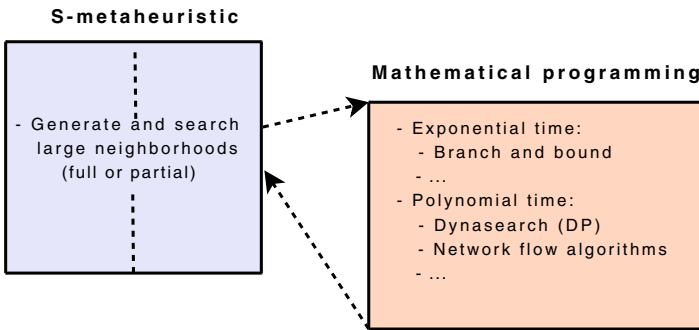 S-metaheuristic
- Generate and search
large neighborhoods
(full or partial)
Mathematical programming
- Exponential time:
- Branch and bound
- ...
- Polynomial time:
- Dynasearch (DP)
- Network flow algorithms
- ...